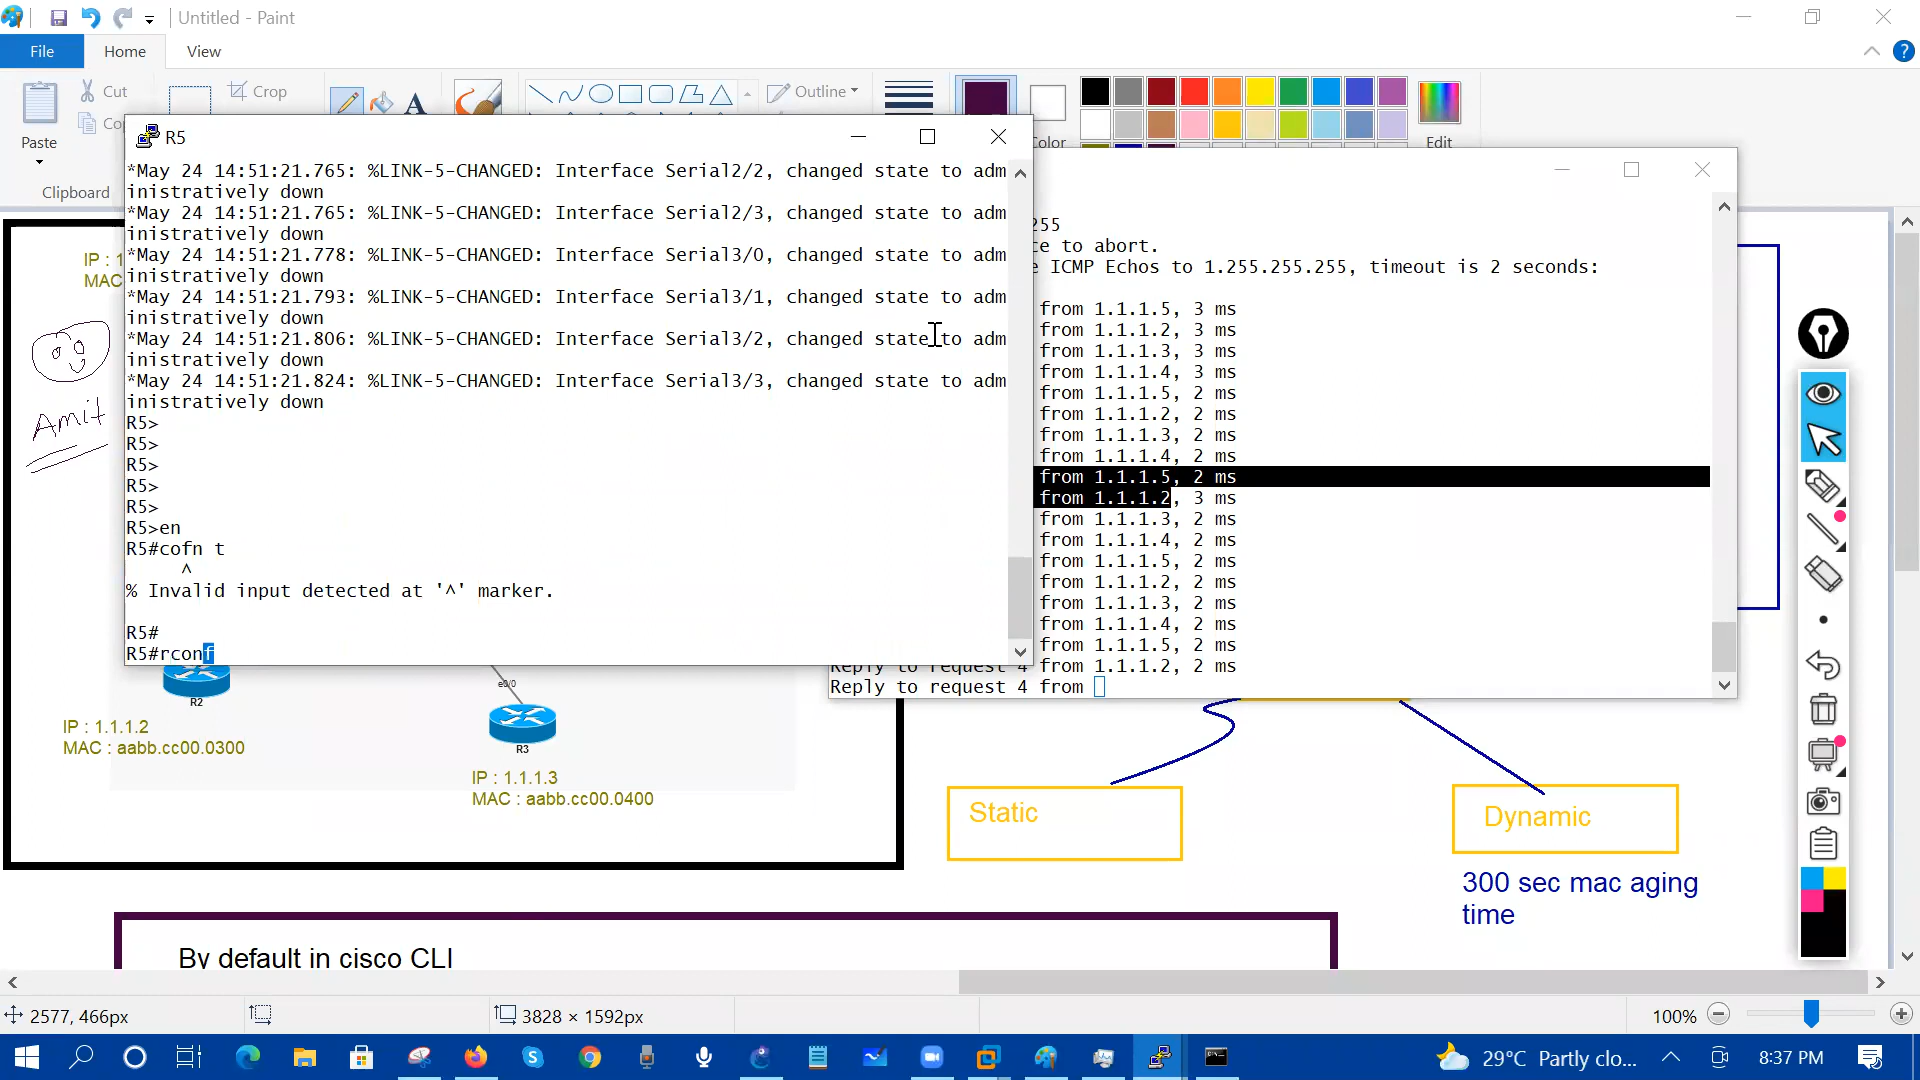 Untitled - Paint
File
Home
View
Paste
Cut
Crop
Outline
Clipboard
Edit
R5
*May 24 14:51:21.765: %LINK-5-CHANGED: Interface Serial2/2, changed state to adm
inistratively down
*May 24 14:51:21.765: %LINK-5-CHANGED: Interface Serial2/3, changed state to adm
inistratively down
*May 24 14:51:21.778: %LINK-5-CHANGED: Interface Serial3/0, changed state to adm
inistratively down
*May 24 14:51:21.793: %LINK-5-CHANGED: Interface Serial3/1, changed state to adm
inistratively down
*May 24 14:51:21.806: %LINK-5-CHANGED: Interface Serial3/2, changed state to adm
inistratively down
*May 24 14:51:21.824: %LINK-5-CHANGED: Interface Serial3/3, changed state to adm
inistratively down
R5>
R5>
R5>
R5>
R5>
R5>en
R5#cofn t
^
% Invalid input detected at '^' marker.
R5#
R5#rconf
255
to abort.
ICMP Echos to 1.255.255.255, timeout is 2 seconds:
from 1.1.1.5, 3 ms
from 1.1.1.2, 3 ms
from 1.1.1.3, 3 ms
from 1.1.1.4, 3 ms
from 1.1.1.5, 2 ms
from 1.1.1.2, 2 ms
from 1.1.1.3, 2 ms
from 1.1.1.4, 2 ms
from 1.1.1.5, 2 ms
from 1.1.1.2, 3 ms
from 1.1.1.3, 2 ms
from 1.1.1.4, 2 ms
from 1.1.1.5, 2 ms
from 1.1.1.2, 2 ms
from 1.1.1.3, 2 ms
from 1.1.1.4, 2 ms
from 1.1.1.5, 2 ms
Reply to request 4 from 1.1.1.2, 2 ms
Reply to request 4 from
IP : 1
MAC
Amit
e0/0
R2
IP : 1.1.1.2
MAC : aabb.cc00.0300
R3
IP : 1.1.1.3
MAC : aabb.cc00.0400
Static
Dynamic
300 sec mac aging
time
By default in cisco CLI
2577, 466px
3828 × 1592px
100%
29°C Partly clo...
8:37 PM